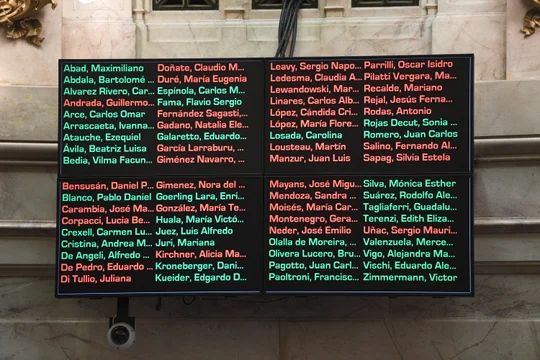 Abad, Maximiliano
Abdala, Bartolomé ...
Alvarez Rivero, Car...
Andrada, Guillermo...
Arce, Carlos Omar
Arrascaeta, Ivanna...
Atauche, Ezequiel
Ávila, Beatriz Luisa
Bedia, Vilma Facun...
Doñate, Claudio M...
Duré, María Eugenia
Espínola, Carlos M...
Fama, Flavio Sergio
Fernández Sagasti,...
Gadano, Natalia Ele...
Galaretto, Eduardo...
García Larraburu, ...
Giménez Navarro, ...
Leavy, Sergio Napo...
Ledesma, Claudia A...
Lewandowski, Mar...
Linares, Carlos Alb...
López, Cándida Cri...
López, María Flore...
Losada, Carolina
Lousteau, Martín
Manzur, Juan Luis
Parrilli, Oscar Isidro
Pilatti Vergara, Ma...
Recalde, Mariano
Rejal, Jesús Ferna...
Rodas, Antonio
Rojas Decut, Sonia ...
Romero, Juan Carlos
Salino, Fernando Al...
Sapag, Silvia Estela
Bensusán, Daniel P...
Blanco, Pablo Daniel
Carambia, José Ma...
Corpacci, Lucía Be...
Crexell, Carmen Lu...
Cristina, Andrea M...
De Angeli, Alfredo ...
De Pedro, Eduardo ...
Di Tullio, Juliana
Gimenez, Nora del ...
Goerling Lara, Enri...
González, María Te...
Huala, María Victó...
Juez, Luis Alfredo
Juri, Mariana
Kirchner, Alicia Ma...
Kroneberger, Dani...
Kueider, Edgardo D...
Mayans, José Migu...
Mendoza, Sandra ...
Moisés, María Car...
Montenegro, Gera...
Neder, José Emilio
Olalla de Moreira, ...
Olivera Lucero, Bru...
Pagotto, Juan Carl...
Paoltroni, Francisc...
Silva, Mónica Esther
Suárez, Rodolfo Ale...
Tagliaferri, Guadalu...
Terenzi, Edith Eliza...
Uñac, Sergio Mauri...
Valenzuela, Merce...
Vigo, Alejandra Ma...
Vischi, Eduardo Ale...
Zimmermann, Victor